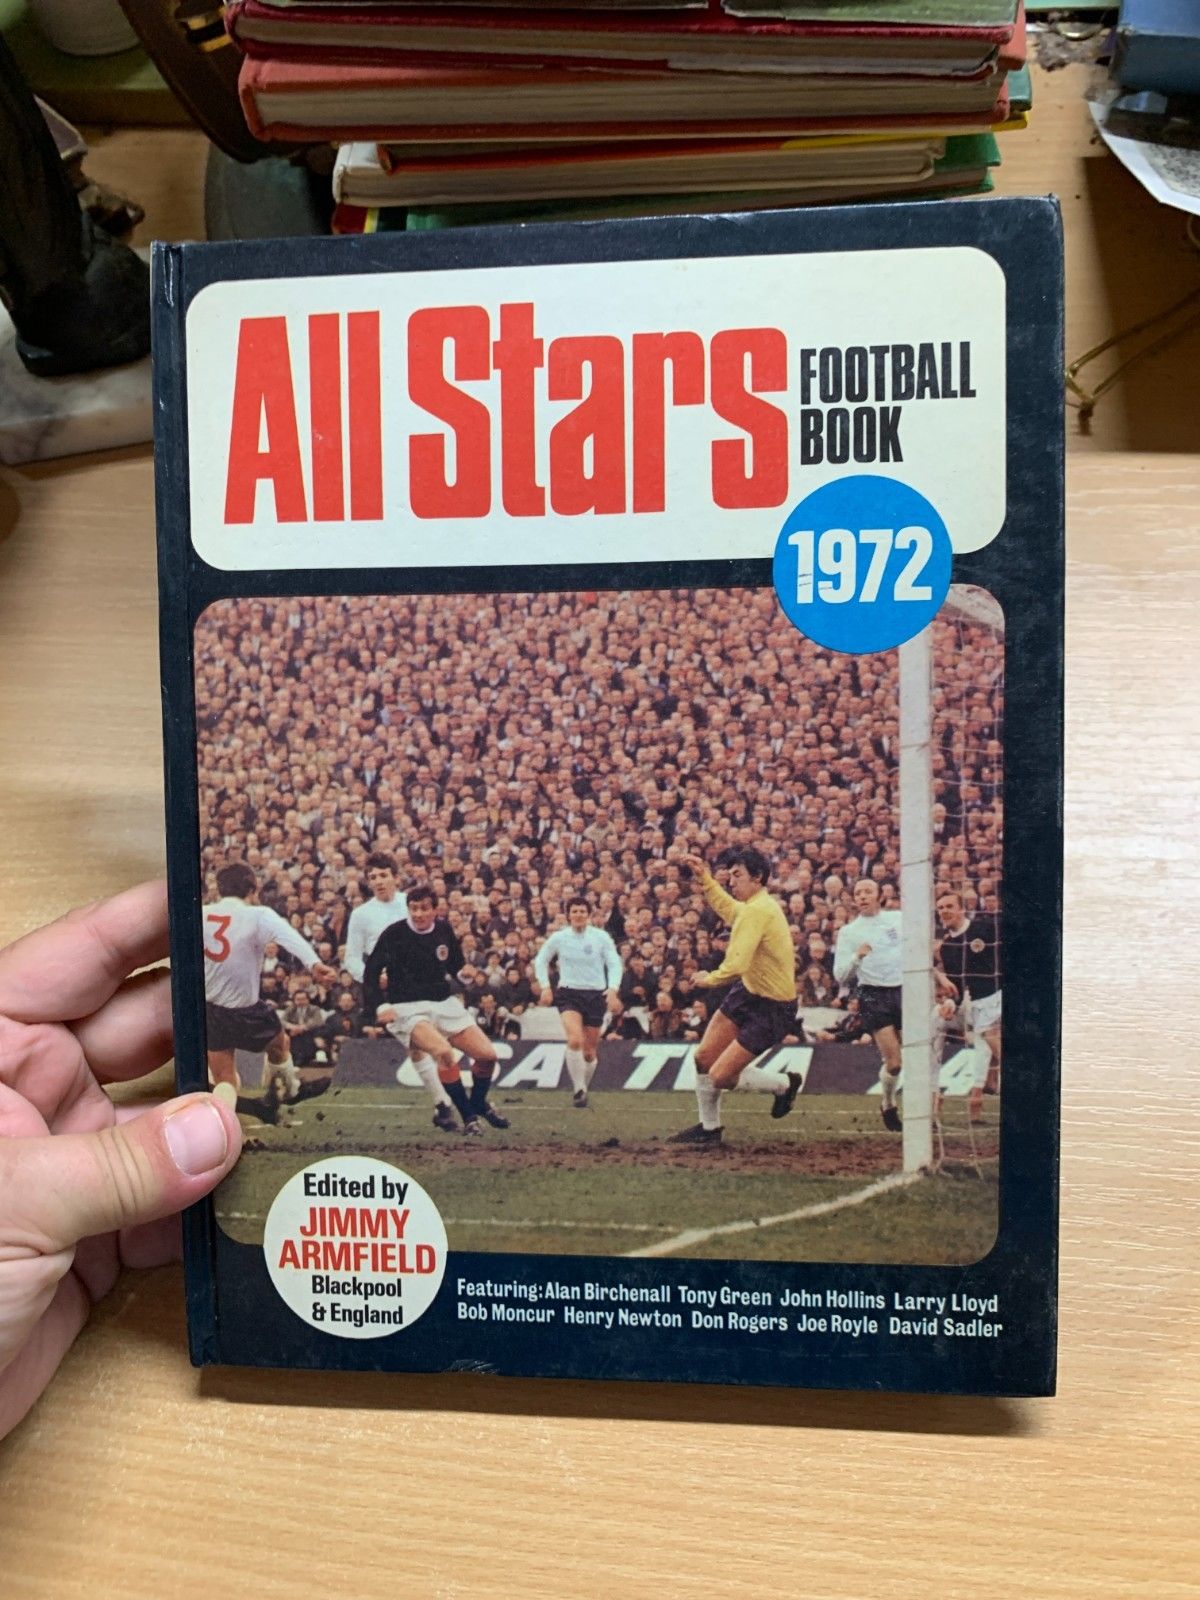 All Stars
FOOTBALL
BOOK
1972
3
Edited by
JIMMY
ARMFIELD
Blackpool
& England
Featuring: Alan Birchenall Tony Green John Hollins Larry Lloyd
Bob Moncur Henry Newton Don Rogers Joe Royle David Sadler